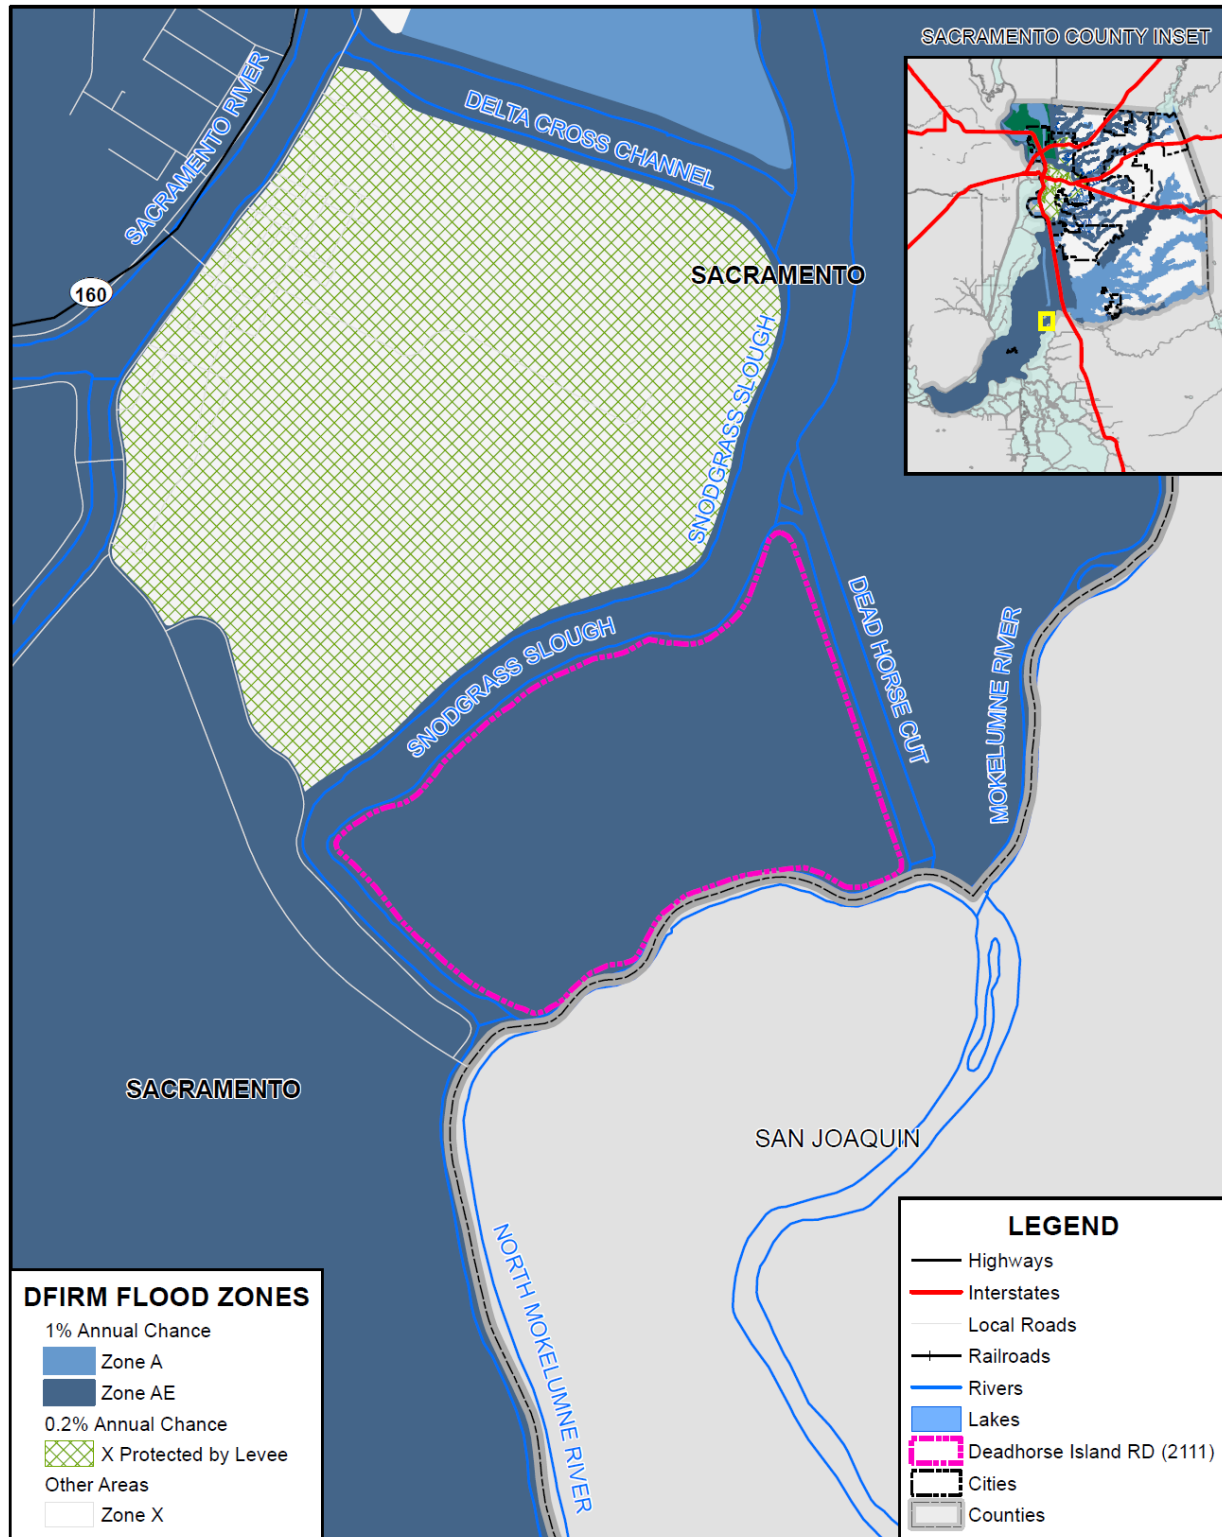 SACRAMENTO COUNTY INSET
SACRAMENTO RIVER
DELTA CROSS CHANNEL
160
SACRAMENTO
SNODGRASS SLOUGH
SNODGRASS SLOUGH
DEAD HORSE CUT
MOKELUMNE RIVER
SACRAMENTO
SAN JOAQUIN
NORTH MOKELUMNE RIVER
DFIRM FLOOD ZONES
1% Annual Chance
Zone A
Zone AE
0.2% Annual Chance
X Protected by Levee
Other Areas
Zone X
LEGEND
Highways
Interstates
Local Roads
Railroads
Rivers
Lakes
Deadhorse Island RD (2111)
Cities
Counties